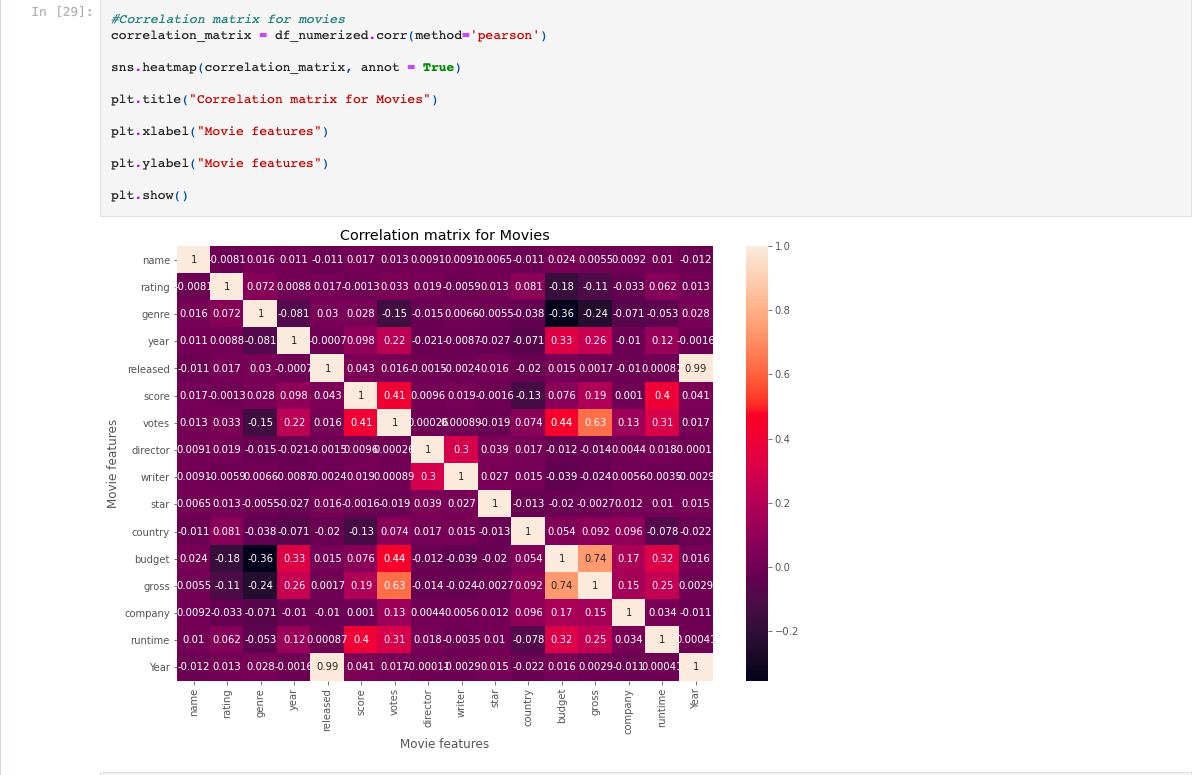 In [29]:
#Correlation matrix for movies
correlation_matrix = df_numerized.corr(method='pearson')
sns.heatmap(correlation_matrix, annot = True)
plt.title("Correlation matrix for Movies")
plt.xlabel("Movie features")
plt.ylabel("Movie features")
plt.show()
Correlation matrix for Movies
name 1 -0.0081 0.016 0.011 -0.011 0.017 0.013 0.0091 0.0091 0.0065 -0.011 0.024 0.0055 0.0092 0.01 -0.012
rating -0.0081 1 0.072 0.0088 0.017 -0.0013 0.033 0.019 -0.0059 0.013 0.081 -0.18 -0.11 -0.033 0.062 0.013
genre 0.016 0.072 1 -0.081 0.03 0.028 -0.15 -0.015 0.0066 -0.0055 -0.038 -0.36 -0.24 -0.071 -0.053 0.028
year 0.011 0.0088 -0.081 1 -0.0007 0.098 0.22 -0.021 -0.0087 -0.027 -0.071 0.33 0.26 -0.01 0.12 -0.0016
released -0.011 0.017 0.03 -0.0007 1 0.043 0.016 -0.0015 -0.0024 0.016 -0.02 0.015 0.0017 -0.01 0.00087 0.99
score 0.017 -0.0013 0.028 0.098 0.043 1 0.41 0.0096 0.019 -0.0016 -0.13 0.076 0.19 0.001 0.4 0.041
votes 0.013 0.033 -0.15 0.22 0.016 0.41 1 0.00026 0.00089 -0.019 0.074 0.44 0.63 0.13 0.31 0.017
director 0.0091 0.019 -0.015 -0.021 -0.0015 0.0096 0.00026 1 0.3 0.039 0.017 -0.012 -0.014 0.0044 0.018
writer 0.0091 -0.0059 0.0066 -0.0087 -0.0024 0.019 0.00089 0.3 1 0.027 0.015 -0.039 -0.024 0.0056 -0.0035 -0.0029
star 0.0065 0.013 -0.0055 -0.027 0.016 -0.0016 -0.019 0.039 0.027 1 -0.013 -0.02 -0.0027 0.012 0.01 0.015
country -0.011 0.081 -0.038 -0.071 -0.02 -0.13 0.074 0.017 0.015 -0.013 1 0.054 0.092 0.096 -0.078 -0.022
budget 0.024 -0.18 -0.36 0.33 0.015 0.076 0.44 -0.012 -0.039 -0.02 0.054 1 0.74 0.17 0.32 0.016
gross 0.0055 -0.11 -0.24 0.26 0.0017 0.19 0.63 -0.014 -0.024 -0.0027 0.092 0.74 1 0.15 0.25 0.0029
company 0.0092 -0.033 -0.071 -0.01 -0.01 0.001 0.13 0.0044 0.0056 0.012 0.096 0.17 0.15 1 0.034 -0.011
runtime 0.01 0.062 -0.053 0.12 0.00087 0.4 0.31 0.018 -0.0035 0.01 -0.078 0.32 0.25 0.034 1
Year -0.012 0.013 0.028 -0.0016 0.99 0.041 0.017 -0.0029 0.015 -0.022 0.016 0.0029 -0.011 1
Movie features
name rating genre year released score votes director writer star country budget gross company runtime Year
Movie features
1.0
0.8
0.6
0.4
0.2
0.0
−0.2